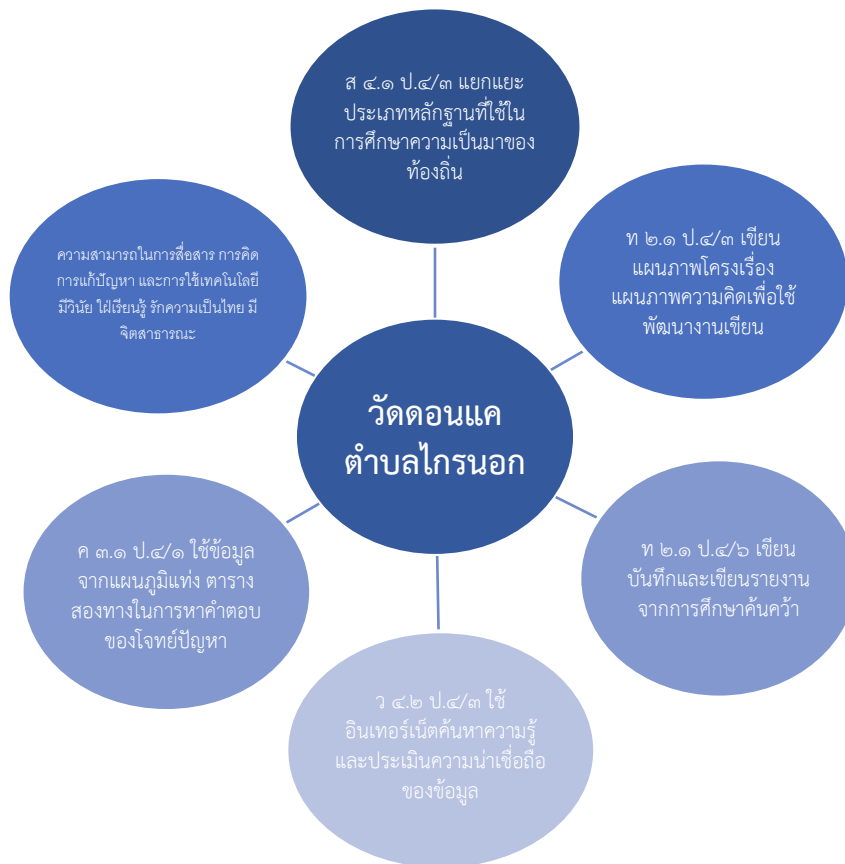 ส ๔.๑ ป.๔/๓ แยกแยะ
ประเภทหลักฐานที่ใช้ใน
การศึกษาความเป็นมาของ
ท้องถิ่น
ท ๒.๑ ป.๔/๓ เขียน
แผนภาพโครงเรื่อง
แผนภาพความคิดเพื่อใช้
พัฒนางานเขียน
ท ๒.๑ ป.๔/๖ เขียน
บันทึกและเขียนรายงาน
จากการศึกษาค้นคว้า
ว ๔.๒ ป.๔/๓ ใช้
อินเทอร์เน็ตค้นหาความรู้
และประเมินความน่าเชื่อถือ
ของข้อมูล
ค ๓.๑ ป.๔/๑ ใช้ข้อมูล
จากแผนภูมิแท่ง ตาราง
สองทางในการหาคำตอบ
ของโจทย์ปัญหา
ความสามารถในการสื่อสาร การคิด
การแก้ปัญหา และการใช้เทคโนโลยี
มีวินัย ใฝ่เรียนรู้ รักความเป็นไทย มี
จิตสาธารณะ
วัดดอนแค
ตำบลไกรนอก